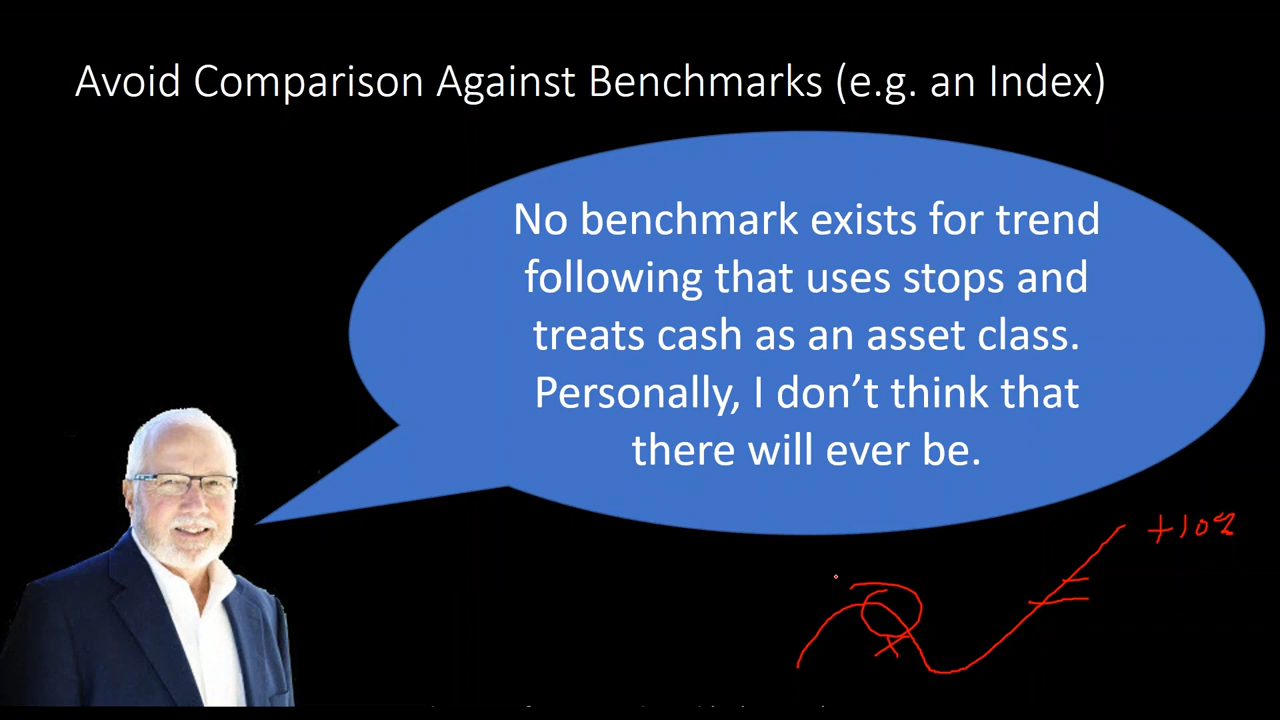 Avoid Comparison Against Benchmarks (e.g. an Index)
No benchmark exists for trend
following that uses stops and
treats cash as an asset class.
Personally, I don’t think that
there will ever be.
+10%